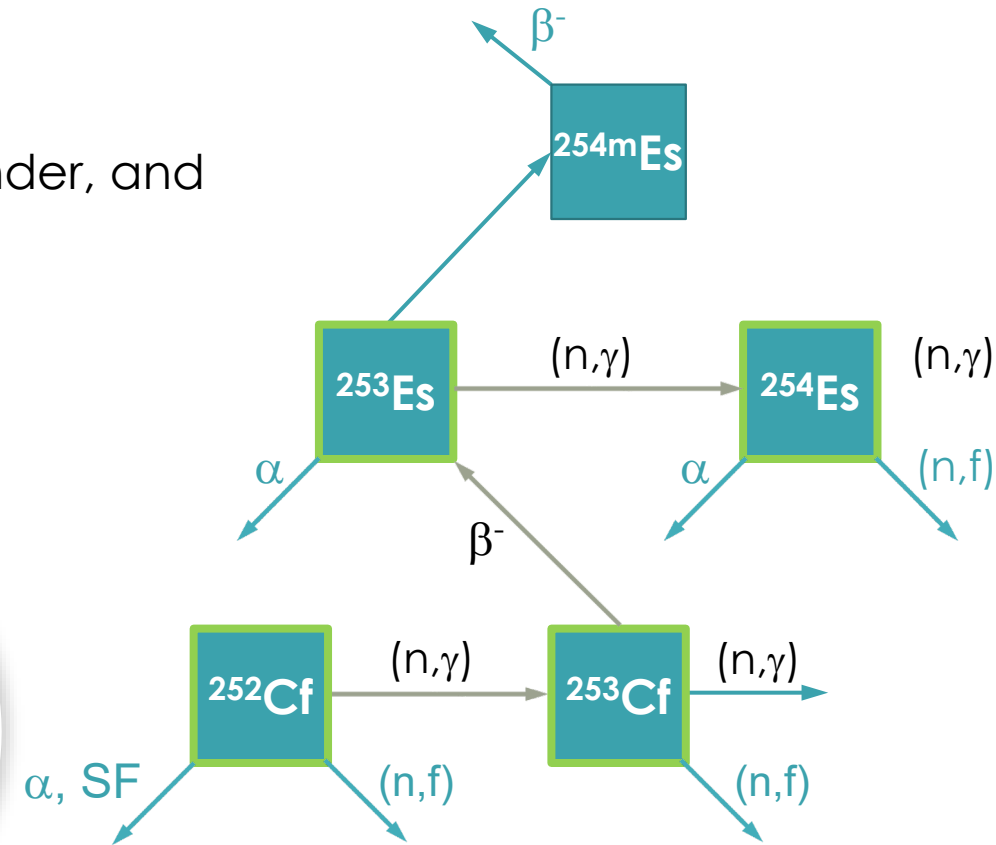 β⁻
²⁵⁴ᵐEs
nder, and
(n,γ)
(n,γ)
²⁵³Es
²⁵⁴Es
α
α
(n,f)
β⁻
(n,γ)
(n,γ)
²⁵²Cf
²⁵³Cf
α, SF
(n,f)
(n,f)